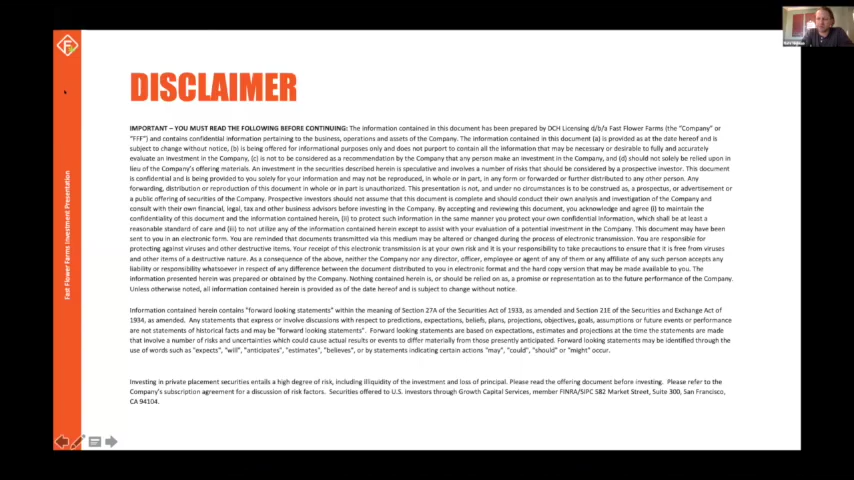 DISCLAIMER
IMPORTANT – YOU MUST READ THE FOLLOWING BEFORE CONTINUING: The information contained in this document has been prepared by DCH Licensing d/b/a Fast Flower Farms (the "Company" or
"FFF") and contains confidential information pertaining to the business, operations and assets of the Company. The information contained in this document (a) is provided as at the date hereof and is
subject to change without notice, (b) is being offered for informational purposes only and does not purport to contain all the information that may be necessary or desirable to fully and accurately
evaluate an investment in the Company, (c) is not to be considered as a recommendation by the Company that any person make an investment in the Company, and (d) should not be solely relied upon in
lieu of the Company's offering materials. An investment in the securities described herein is speculative and involves a number of risks that should be considered by a prospective investor. This document
is confidential and is being provided to you solely for your information and may not be reproduced, in whole or in part, in any form or forwarded or further distributed to any other person. Any
forwarding, distribution or reproduction of this document in whole or in part is unauthorized. This presentation is not, and under no circumstances is to be construed as, a prospectus, or advertisement or
a public offering of securities of the Company. Prospective investors should not assume that this document is complete and should conduct their own analysis and investigation of the Company and
consult with their own financial, legal, tax and other business advisors before investing in the Company. By accepting and reviewing this document, you acknowledge and agree (i) to maintain the
confidentiality of this document and the information contained herein, (ii) to protect such information in the same manner you protect your own confidential information, which shall be at least a
reasonable standard of care and (iii) to not utilize any of the information contained herein except to assist with your evaluation of a potential investment in the Company. This document may have been
sent to you in an electronic form. You are reminded that documents transmitted via this medium may be altered or changed during the process of electronic transmission. You are responsible for
protecting against viruses and other destructive items. Your receipt of this electronic transmission is at your own risk and it is your responsibility to take precautions to ensure that it is free from viruses
and other items of a destructive nature. As a consequence of the above, neither the Company nor any director, officer, employee or agent of any of them or any affiliate of any such person accepts any
liability or responsibility whatsoever in respect of any difference between the document distributed to you in electronic format and the hard copy version that may be made available to you. The
information presented herein was prepared or obtained by the Company. Nothing contained herein is, or should be relied on as, a promise or representation as to the future performance of the Company.
Unless otherwise noted, all information contained herein is provided as of the date hereof and is subject to change without notice.
Information contained herein contains "forward looking statements" within the meaning of Section 27A of the Securities Act of 1933, as amended and Section 21E of the Securities and Exchange Act of
1934, as amended. Any statements that express or involve discussions with respect to predictions, expectations, beliefs, plans, projections, objectives, goals, assumptions or future events or performance
are not statements of historical facts and may be "forward looking statements". Forward looking statements are based on expectations, estimates and projections at the time the statements are made
that involve a number of risks and uncertainties which could cause actual results or events to differ materially from those presently anticipated. Forward looking statements may be identified through the
use of words such as "expects", "will", "anticipates", "estimates", "believes", or by statements indicating certain actions "may", "could", "should" or "might" occur.
Investing in private placement securities entails a high degree of risk, including illiquidity of the investment and loss of principal. Please read the offering document before investing. Please refer to the
Company's subscription agreement for a discussion of risk factors. Securities offered to U.S. investors through Growth Capital Services, member FINRA/SIPC 582 Market Street, Suite 300, San Francisco,
CA 94104.
Fast Flower Farms Investment Presentation